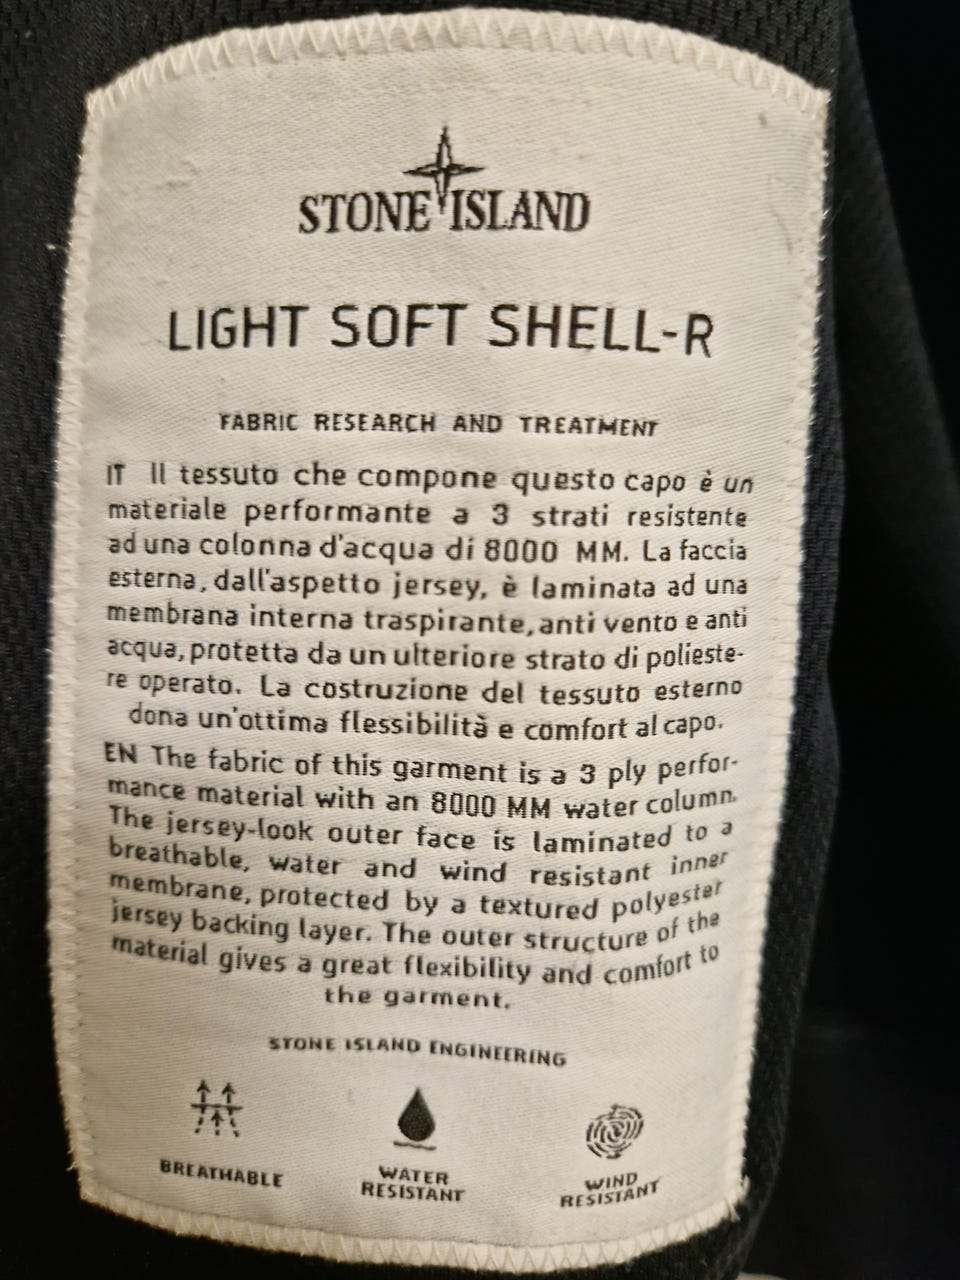 STONE ISLAND
LIGHT SOFT SHELL-R
FABRIC RESEARCH AND TREATMENT
IT Il tessuto che compone questo capo è un
materiale performante a 3 strati resistente
ad una colonna d'acqua di 8000 MM. La faccia
esterna, dall'aspetto jersey, è laminata ad una
membrana interna traspirante, anti vento e anti
acqua, protetta da un ulteriore strato di polieste-
re operato. La costruzione del tessuto esterno
dona un'ottima flessibilità e comfort al capo.
EN The fabric of this garment is a 3 ply perfor-
mance material with an 8000 MM water column.
The jersey-look outer face is laminated to a
breathable, water and wind resistant inner
membrane, protected by a textured polyester
jersey backing layer. The outer structure of the
material gives a great flexibility and comfort to
the garment.
STONE ISLAND ENGINEERING
BREATHABLE
WATER
RESISTANT
WIND
RESISTANT